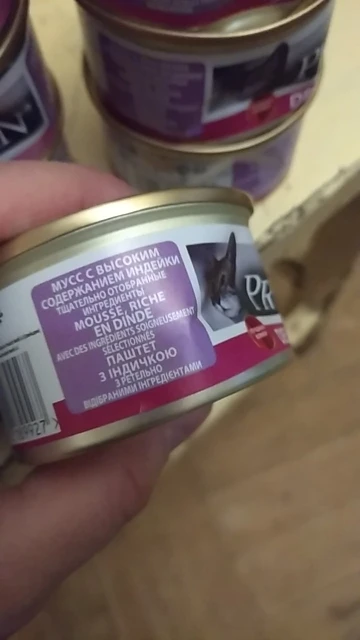 МУСС С ВЫСОКИМ
СОДЕРЖАНИЕМ ИНДЕЙКИ
ТЩАТЕЛЬНО ОТОБРАННЫЕ
ИНГРЕДИЕНТЫ
MOUSSE, RICHE
EN DINDE
AVEC DES INGRÉDIENTS SOIGNEUSEMENT
SÉLECTIONNÉS
ПАШТЕТ
З ІНДИЧКОЮ
З РЕТЕЛЬНО
ВІДІБРАНИМИ ІНГРЕДІЄНТАМИ